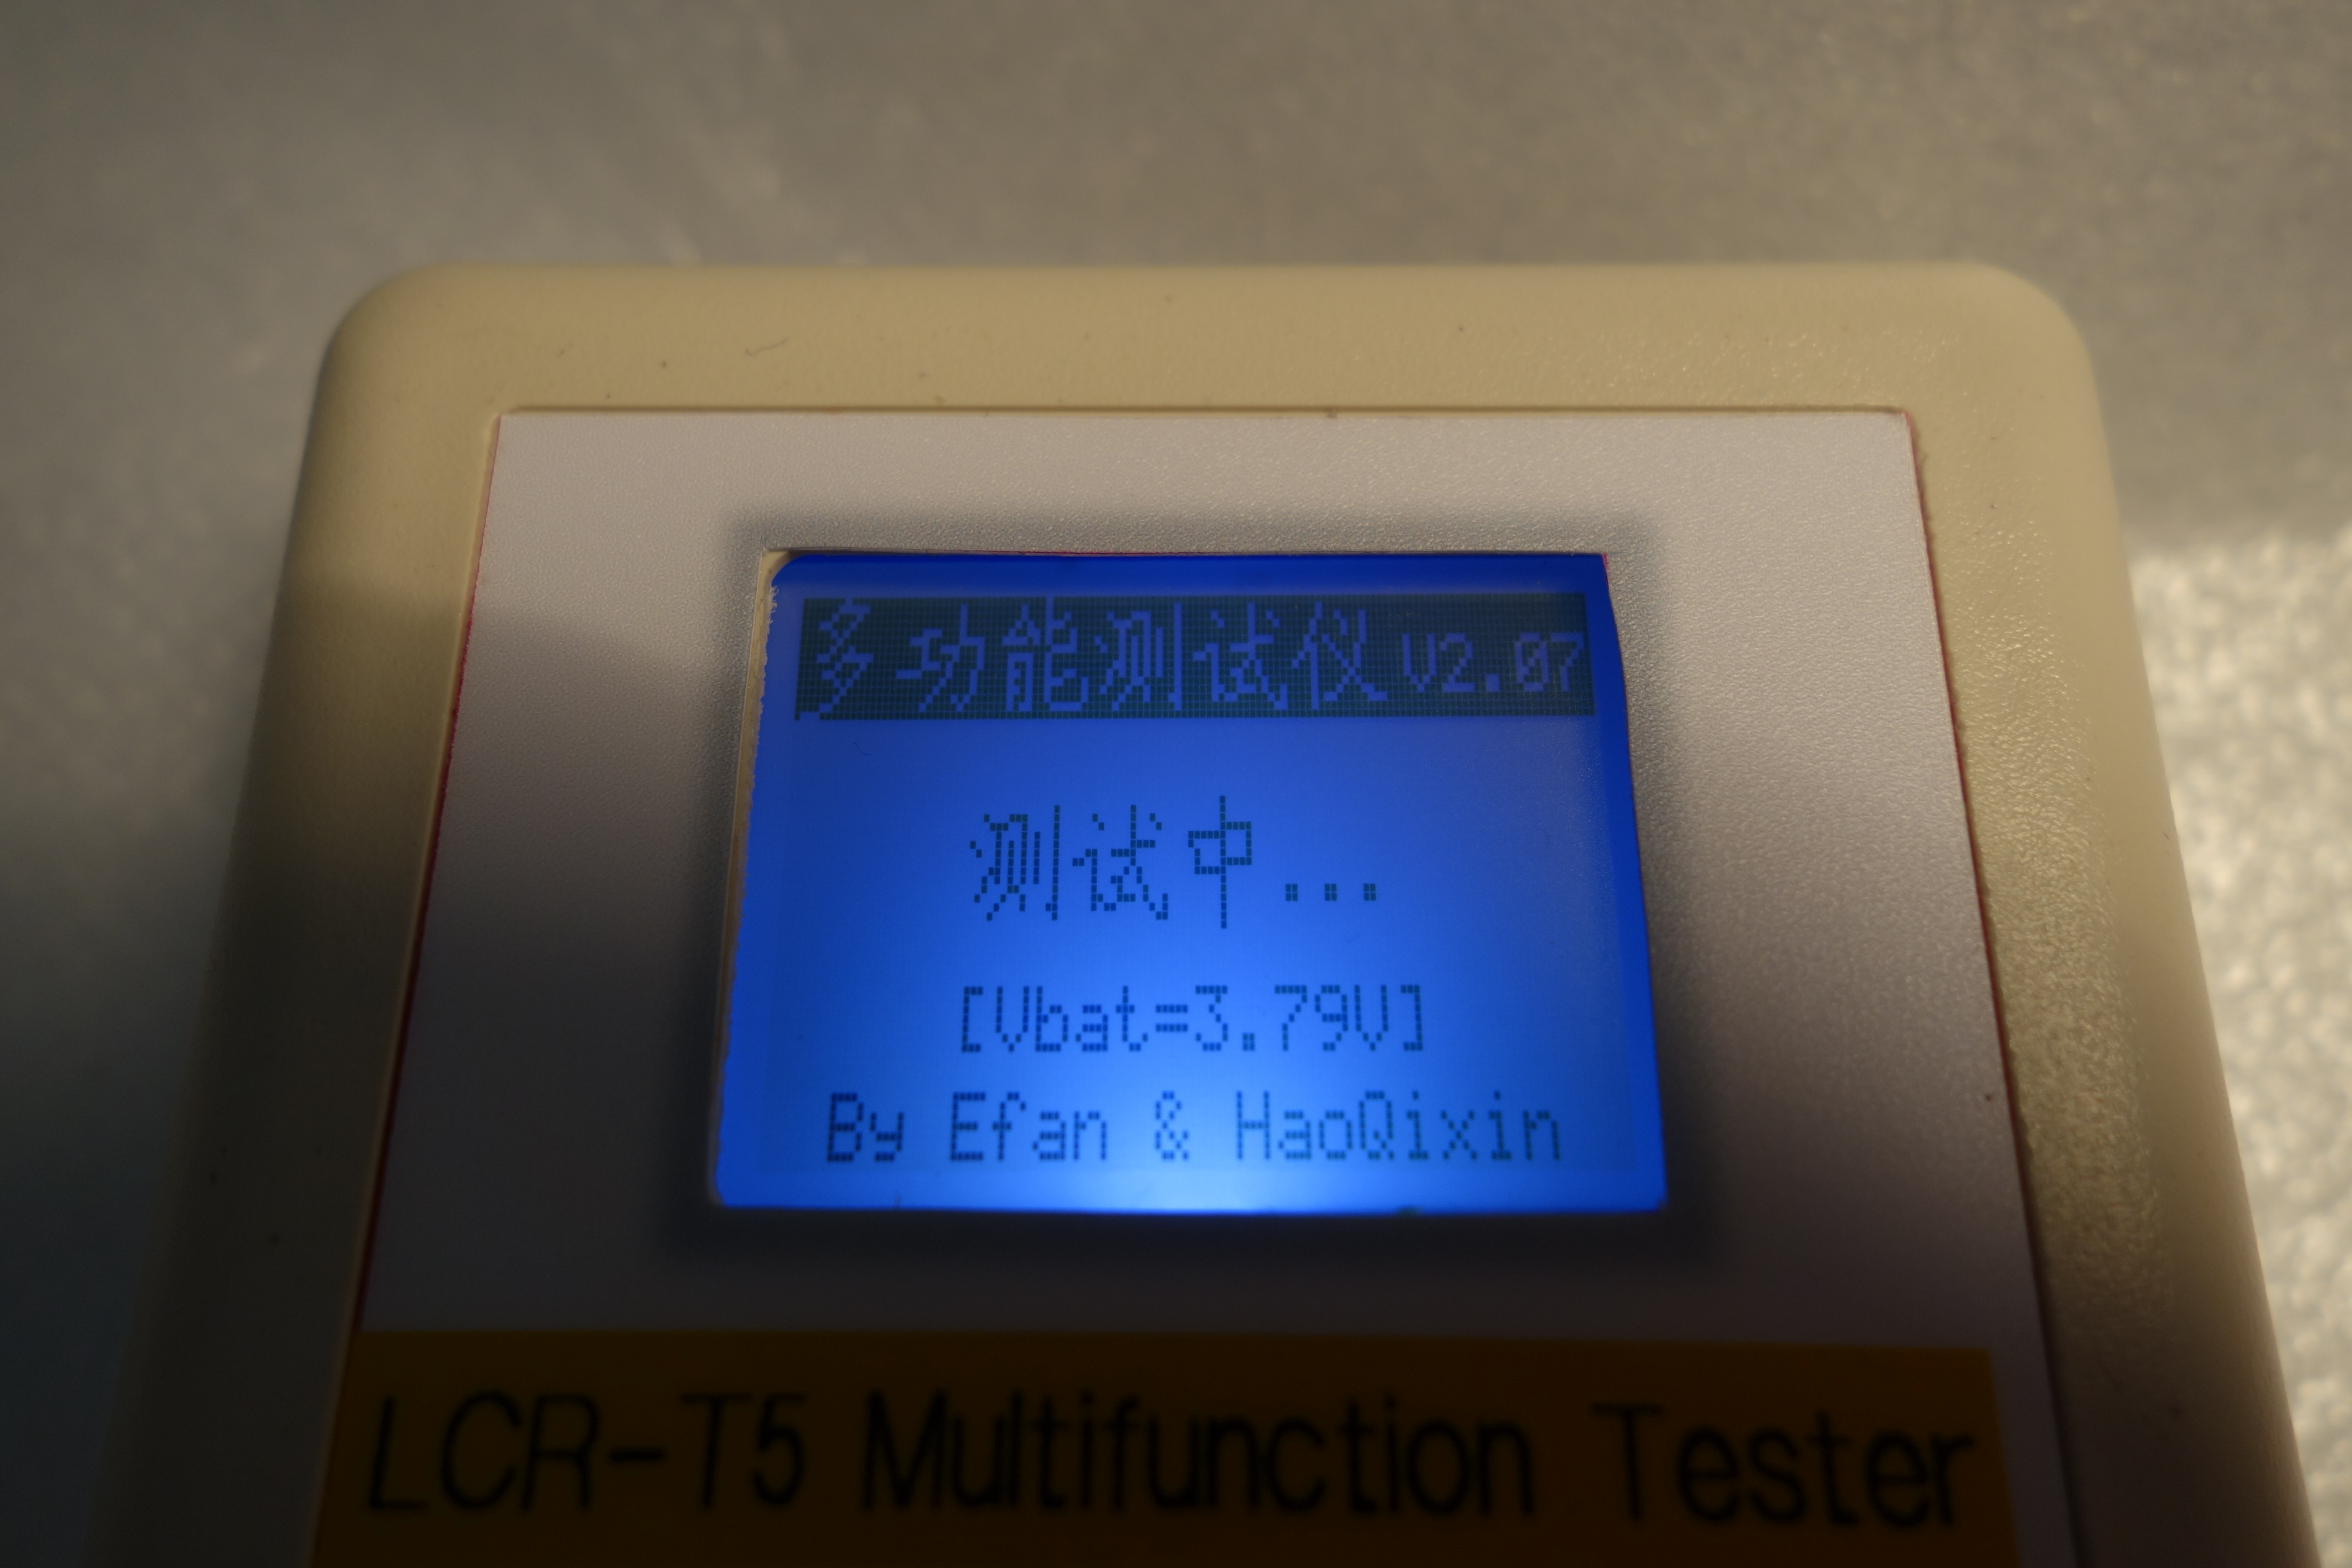 多功能测试仪 V2.07
测试中...
[Vbat=3.79V]
By Efan & HaoQixin
LCR-T5 Multifunction Tester